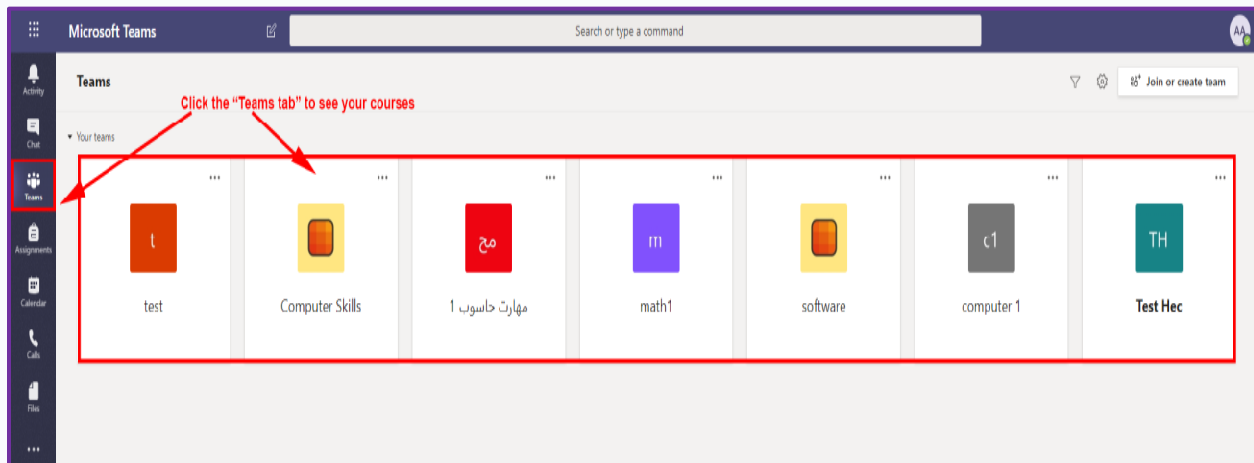 Microsoft Teams
Search or type a command
AA
Activity
Chat
Teams
Assignments
Calendar
Calls
Files
Teams
Join or create team
Click the “Teams tab” to see your courses
Your teams
t
test
Computer Skills
مح
مهارت حاسوب 1
m
math1
software
c1
computer 1
TH
Test Hec